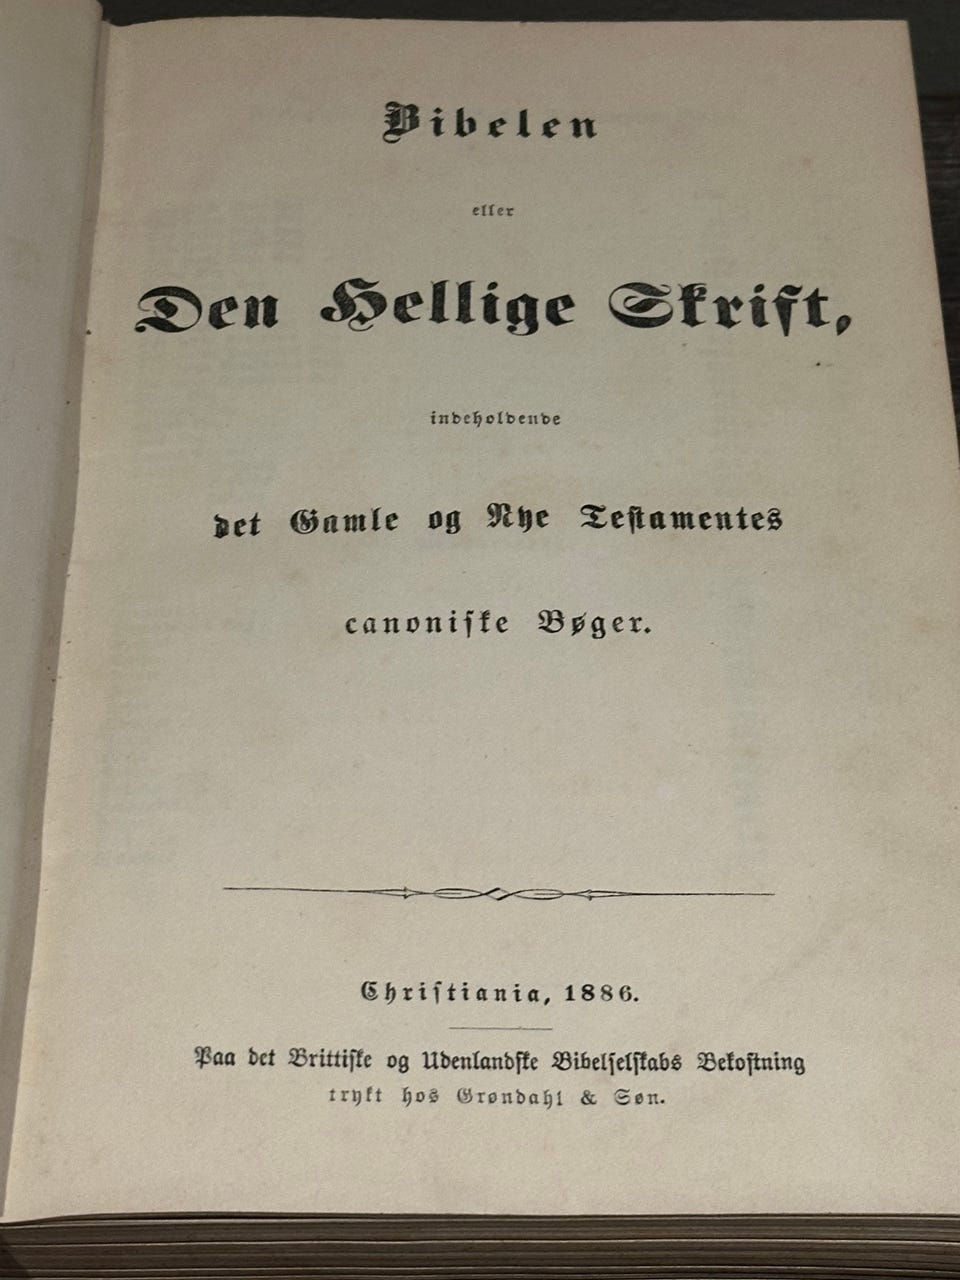 Bibelen
eller
Den Hellige Skrift,
indeholdende
det Gamle og Nye Testamentes
canoniske Bøger.
Christiania, 1886.
Paa det Brittiske og Udenlandske Bibelselskabs Bekostning
trykt hos Grøndahl & Søn.